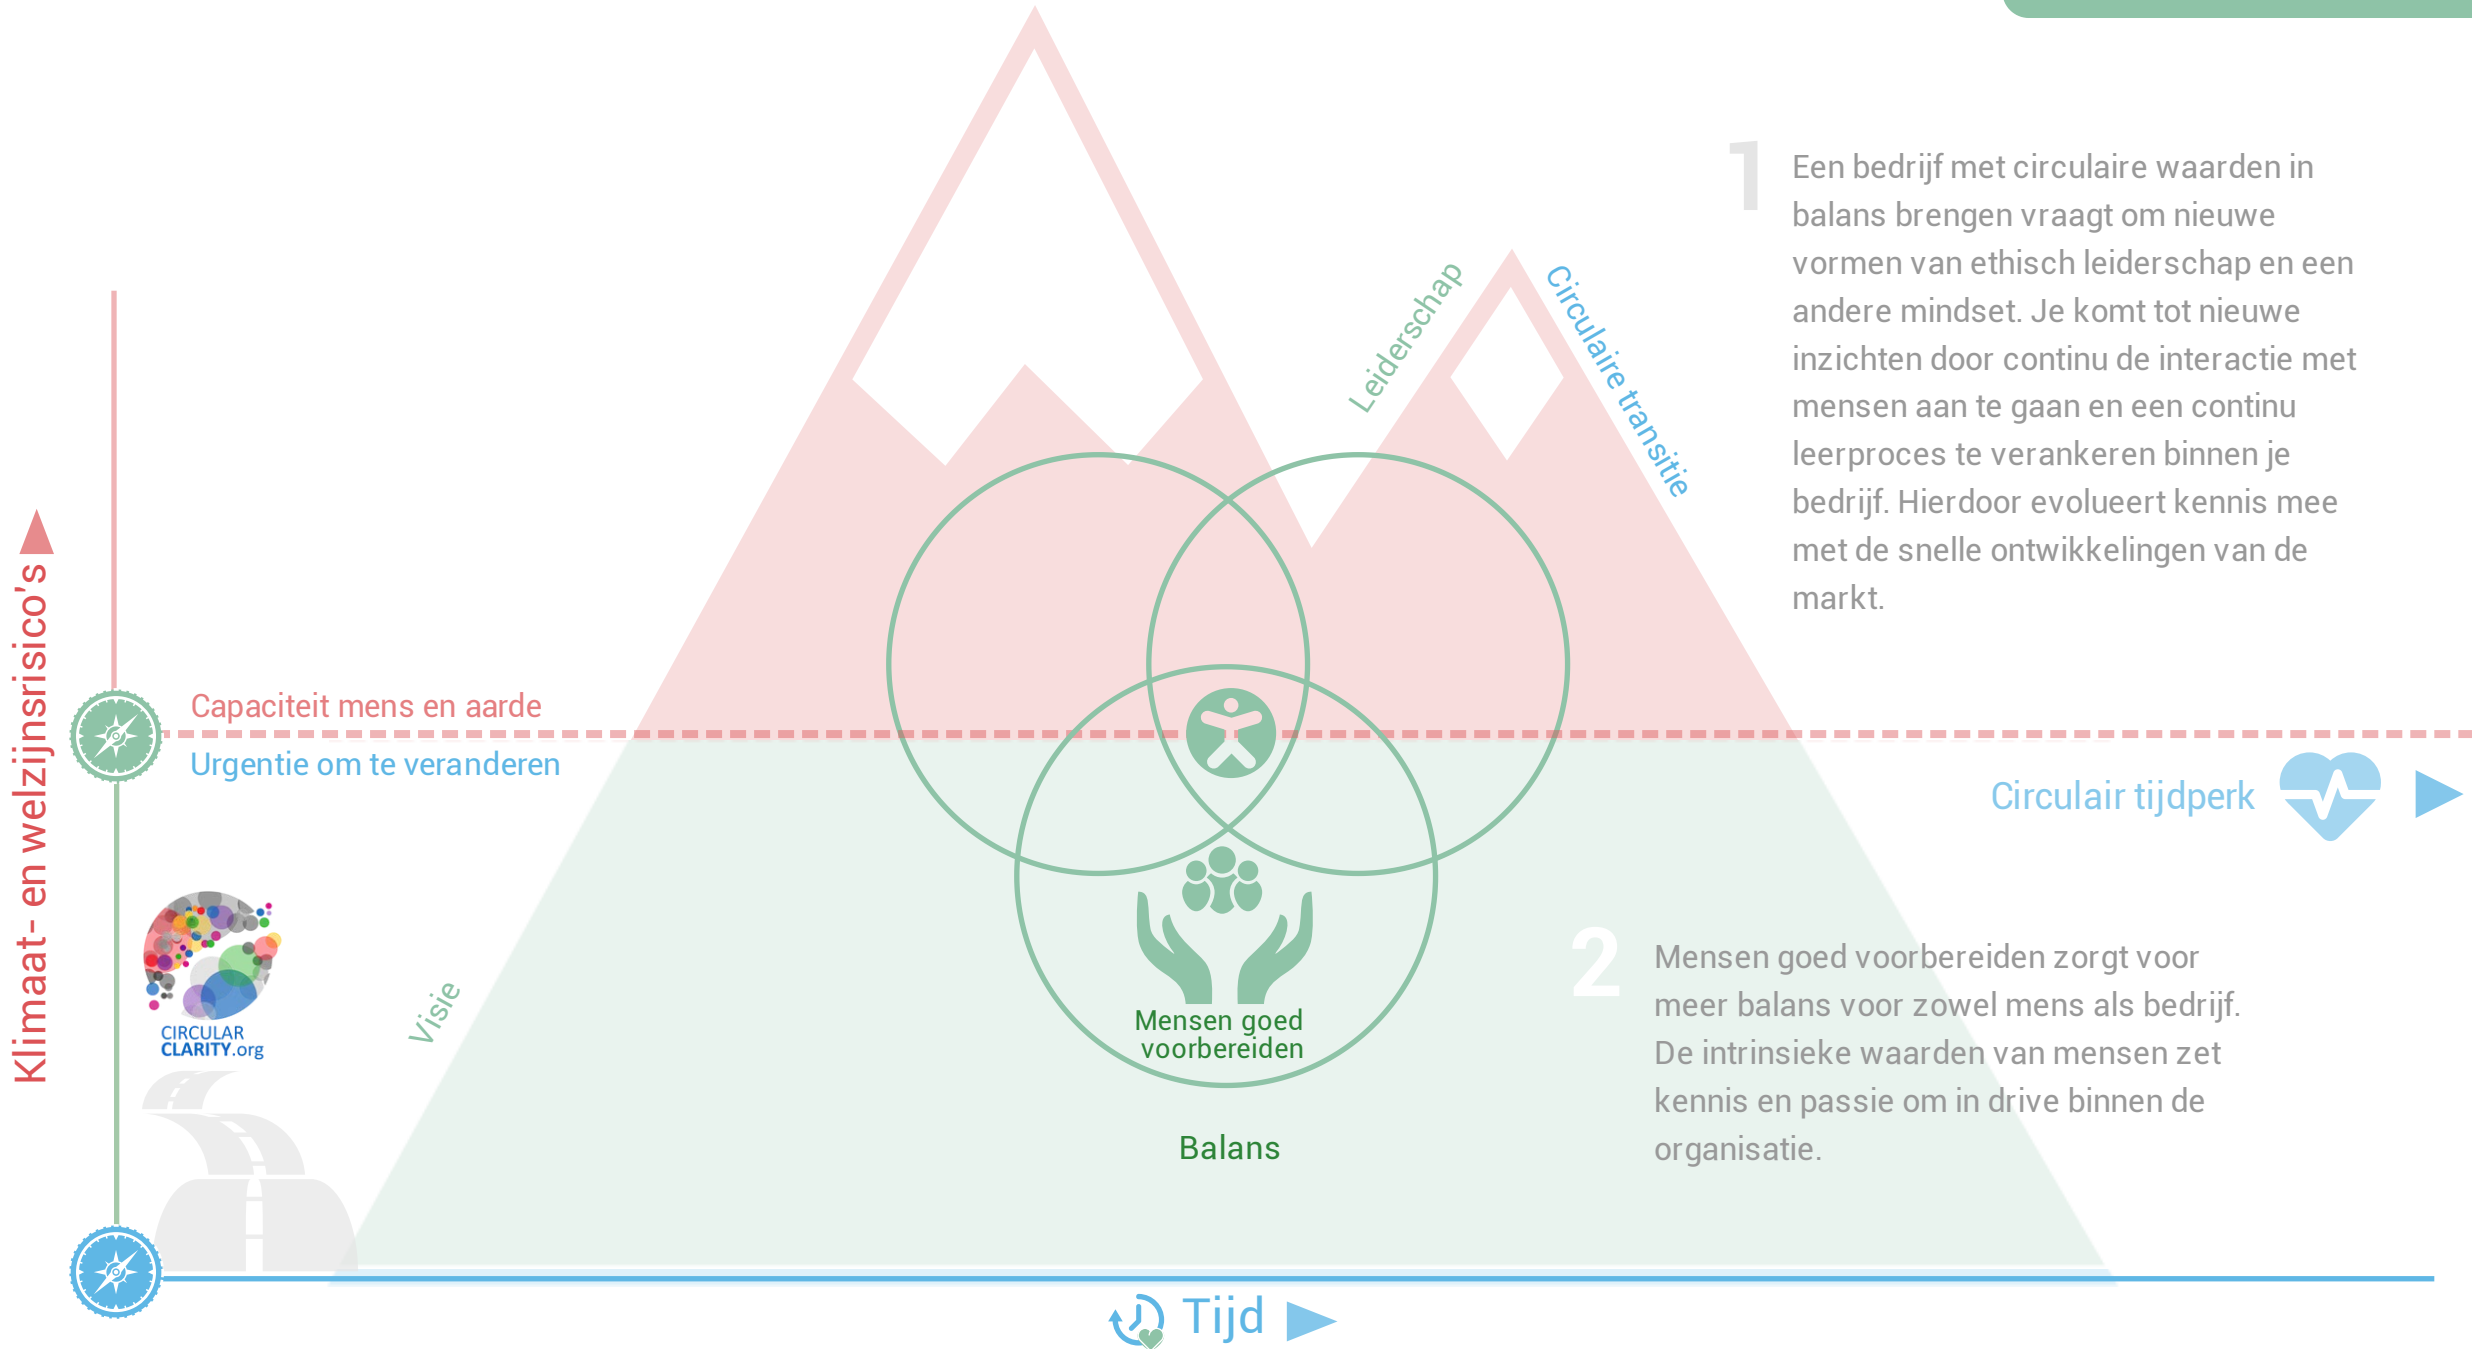 1
Een bedrijf met circulaire waarden in
balans brengen vraagt om nieuwe
vormen van ethisch leiderschap en een
andere mindset. Je komt tot nieuwe
inzichten door continu de interactie met
mensen aan te gaan en een continu
leerproces te verankeren binnen je
bedrijf. Hierdoor evolueert kennis mee
met de snelle ontwikkelingen van de
markt.
Leiderschap
Circulaire transitie
Klimaat- en welzijnsrisico's
Capaciteit mens en aarde
Urgentie om te veranderen
Circulair tijdperk
CIRCULAR
CLARITY.org
Visie
Mensen goed
voorbereiden
Balans
2
Mensen goed voorbereiden zorgt voor
meer balans voor zowel mens als bedrijf.
De intrinsieke waarden van mensen zet
kennis en passie om in drive binnen de
organisatie.
Tijd